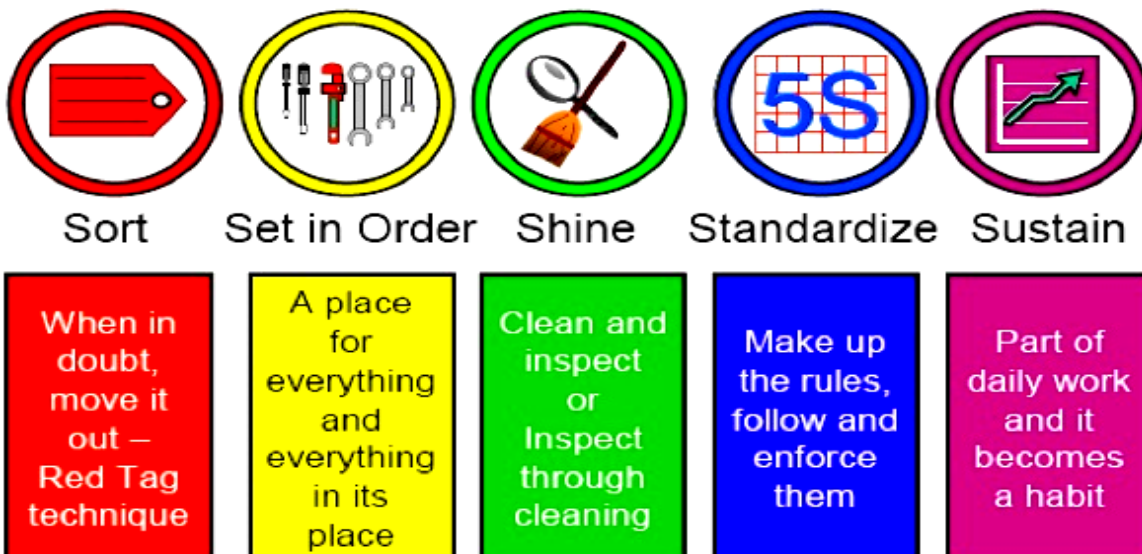 5S
Sort
Set in Order
Shine
Standardize
Sustain
When in
doubt,
move it
out –
Red Tag
technique
A place
for
everything
and
everything
in its
place
Clean and
inspect
or
Inspect
through
cleaning
Make up
the rules,
follow and
enforce
them
Part of
daily work
and it
becomes
a habit